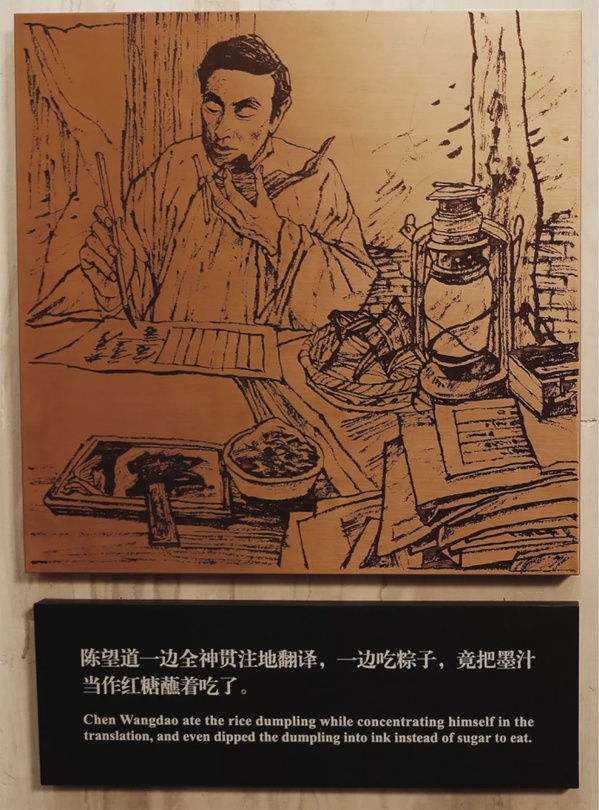 陈望道一边全神贯注地翻译，一边吃粽子，竟把墨汁
当作红糖蘸着吃了。
Chen Wangdao ate the rice dumpling while concentrating himself in the
translation, and even dipped the dumpling into ink instead of sugar to eat.